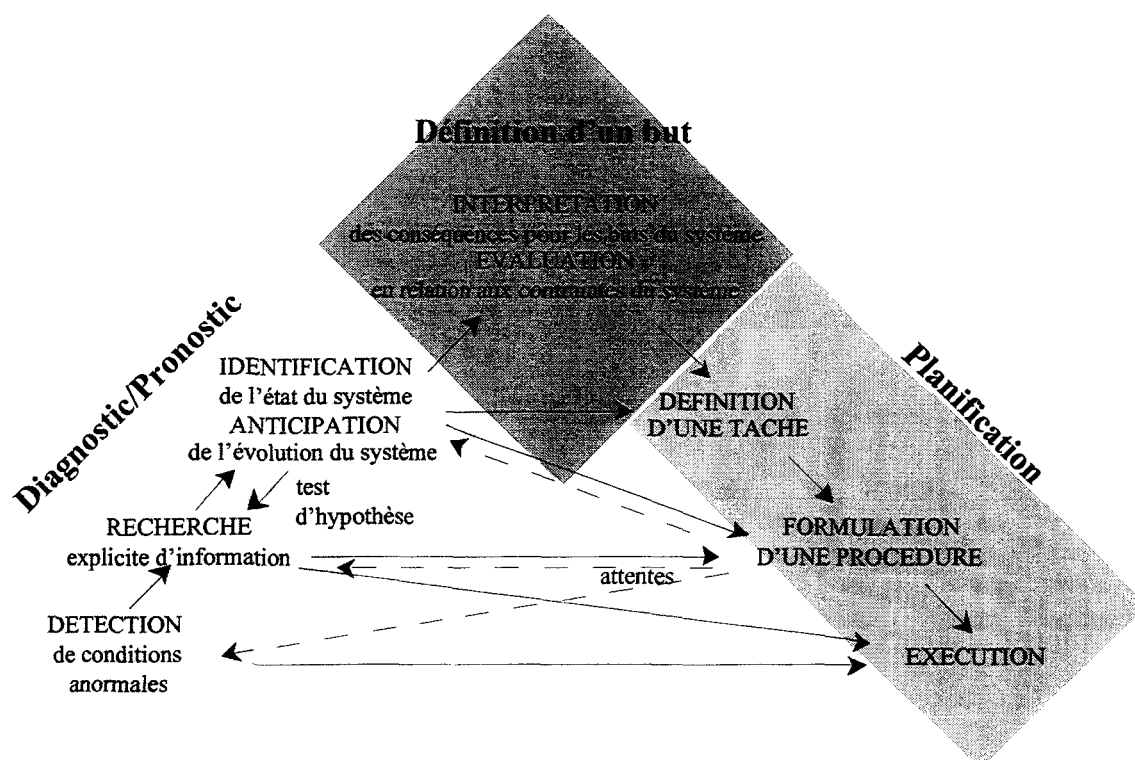 Définition d'un but
INTERPRETATION
des conséquences pour les buts du système
EVALUATION
en relation aux contraintes du système
Diagnostic/Pronostic
IDENTIFICATION
de l'état du système
ANTICIPATION
de l'évolution du système
test
d'hypothèse
RECHERCHE
explicite d'information
DETECTION
de conditions
anormales
attentes
Planification
DEFINITION
D'UNE TACHE
FORMULATION
D'UNE PROCEDURE
EXECUTION